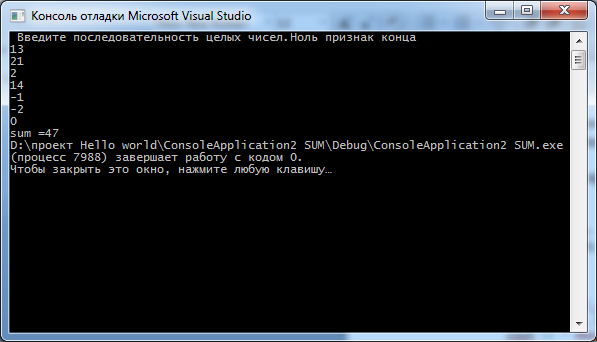 Консоль отладки Microsoft Visual Studio
Введите последовательность целых чисел.Ноль признак конца
13
21
2
14
-1
-2
0
sum =47
D:\проект Hello world\ConsoleApplication2 SUM\Debug\ConsoleApplication2 SUM.exe
(процесс 7988) завершает работу с кодом 0.
Чтобы закрыть это окно, нажмите любую клавишу…